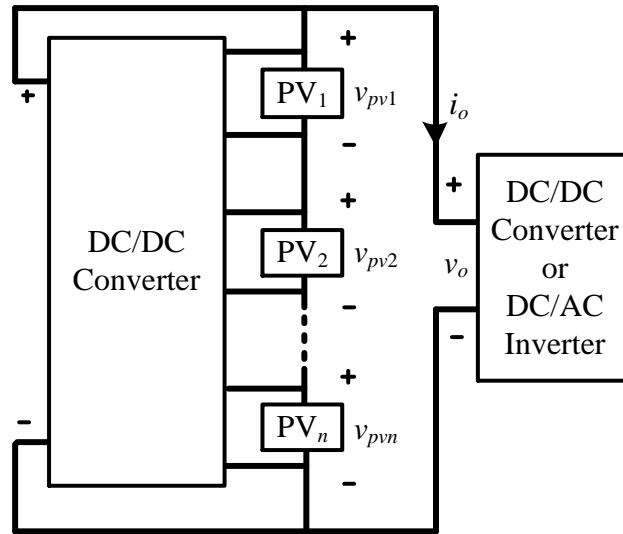 +
-
DC/DC
Converter
PV1
PV2
PVn
+
vpv1
-
+
vpv2
-
+
vpvn
-
io
+
vo
-
DC/DC
Converter
or
DC/AC
Inverter